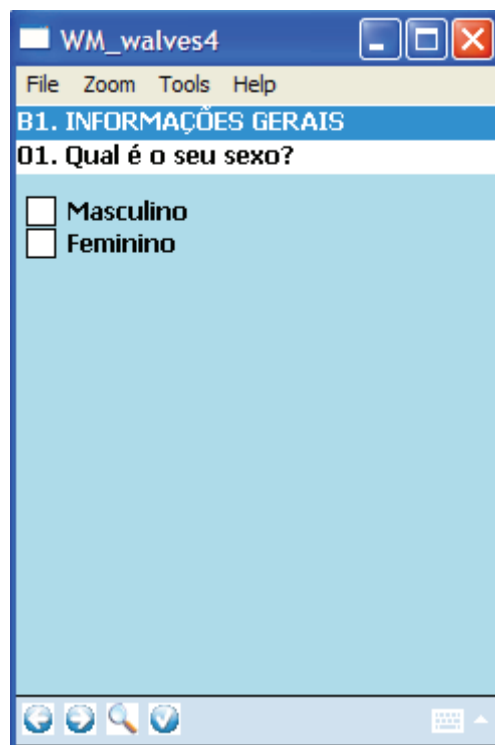 WM_walves4
File Zoom Tools Help
B1. INFORMAÇÕES GERAIS
01. Qual é o seu sexo?
Masculino
Feminino